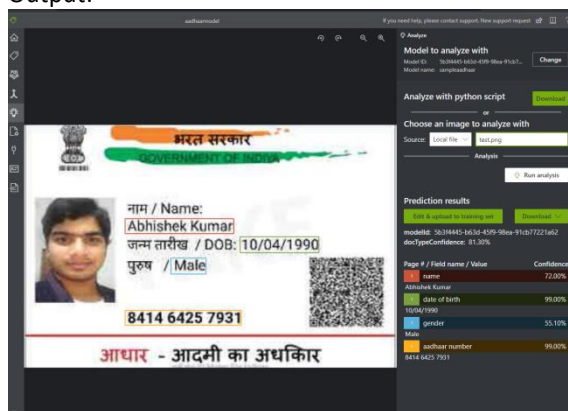 Output:
aadhaarmodel
If you need help, please contact support. New support request
भरत सरकार
GOVERNMENT OF INDIYA
नाम / Name:
Abhishek Kumar
जन्म तारीख / DOB: 10/04/1990
पुरुष / Male
8414 6425 7931
आधार - आदमी का अधिकार
Analyze
Model to analyze with
Model ID:
Model name: sampleaadhaar
Change
Analyze with python script
Download
or
Choose an image to analyze with
Source: Local file test.png
Analysis
Run analysis
Prediction results
Edit & upload to training set
Download
modelId: 5b3f4445-b63d-45f9-98ea-91cb77221a62
docTypeConfidence: 81.30%
Page # / Field name / Value Confidence
name 72.00%
Abhishek Kumar
date of birth 99.00%
10/04/1990
gender 55.10%
Male
aadhaar number 99.00%
8414 6425 7931